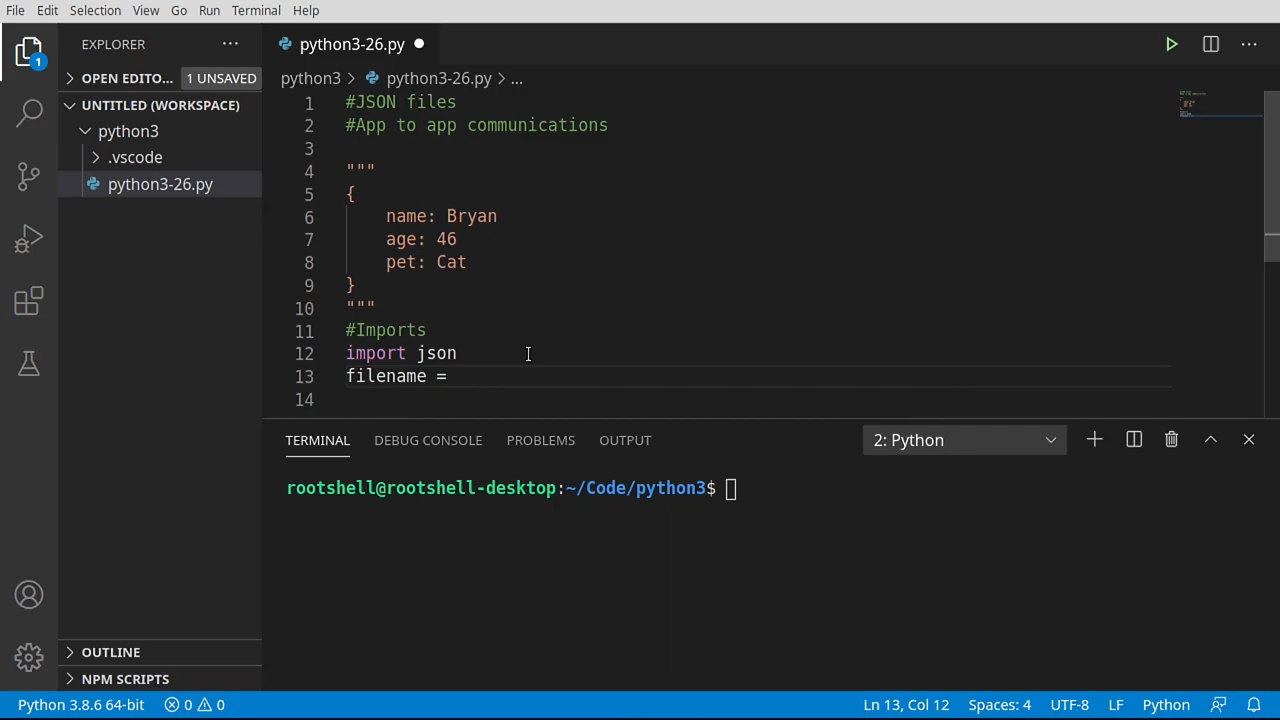 File Edit Selection View Go Run Terminal Help
EXPLORER
python3-26.py
OPEN EDITO... 1 UNSAVED
UNTITLED (WORKSPACE)
python3
.vscode
python3-26.py
OUTLINE
NPM SCRIPTS
1
python3 > python3-26.py > ...
1 #JSON files
2 #App to app communications
3
4 """
5 {
6 name: Bryan
7 age: 46
8 pet: Cat
9 }
10 """
11 #Imports
12 import json
13 filename =
14
TERMINAL DEBUG CONSOLE PROBLEMS OUTPUT 2: Python
rootshell@rootshell-desktop:~/Code/python3$
Python 3.8.6 64-bit 0 0 Ln 13, Col 12 Spaces: 4 UTF-8 LF Python